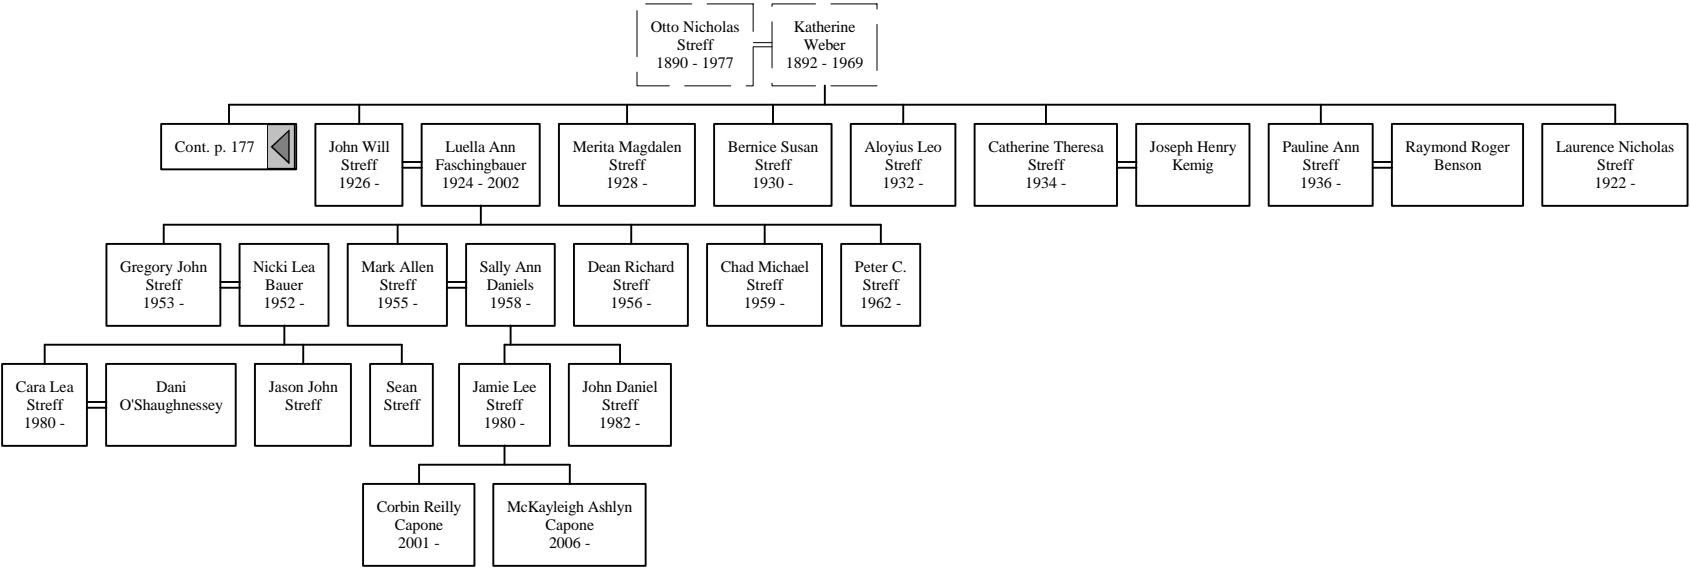 Otto Nicholas
Streff
1890 - 1977
Katherine
Weber
1892 - 1969
Cont. p. 177
John Will
Streff
1926 -
Luella Ann
Faschingbauer
1924 - 2002
Merita Magdalen
Streff
1928 -
Bernice Susan
Streff
1930 -
Aloyius Leo
Streff
1932 -
Catherine Theresa
Streff
1934 -
Joseph Henry
Kemig
Pauline Ann
Streff
1936 -
Raymond Roger
Benson
Laurence Nicholas
Streff
1922 -
Gregory John
Streff
1953 -
Nicki Lea
Bauer
1952 -
Mark Allen
Streff
1955 -
Sally Ann
Daniels
1958 -
Dean Richard
Streff
1956 -
Chad Michael
Streff
1959 -
Peter C.
Streff
1962 -
Cara Lea
Streff
1980 -
Dani
O'Shaughnessey
Jason John
Streff
Sean
Streff
Jamie Lee
Streff
1980 -
John Daniel
Streff
1982 -
Corbin Reilly
Capone
2001 -
McKayleigh Ashlyn
Capone
2006 -